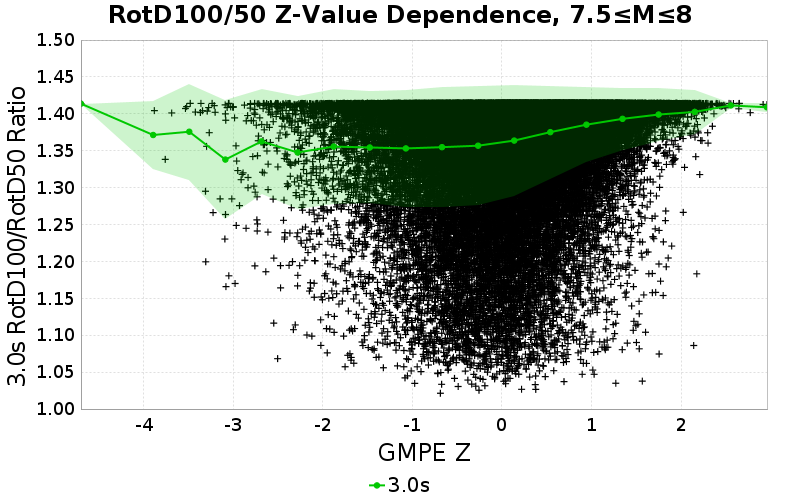 RotD100/50 Z-Value Dependence, 7.5≤M≤8
3.0s RotD100/RotD50 Ratio
1.50
1.45
1.40
1.35
1.30
1.25
1.20
1.15
1.10
1.05
1.00
-4 -3 -2 -1 0 1 2
GMPE Z
3.0s